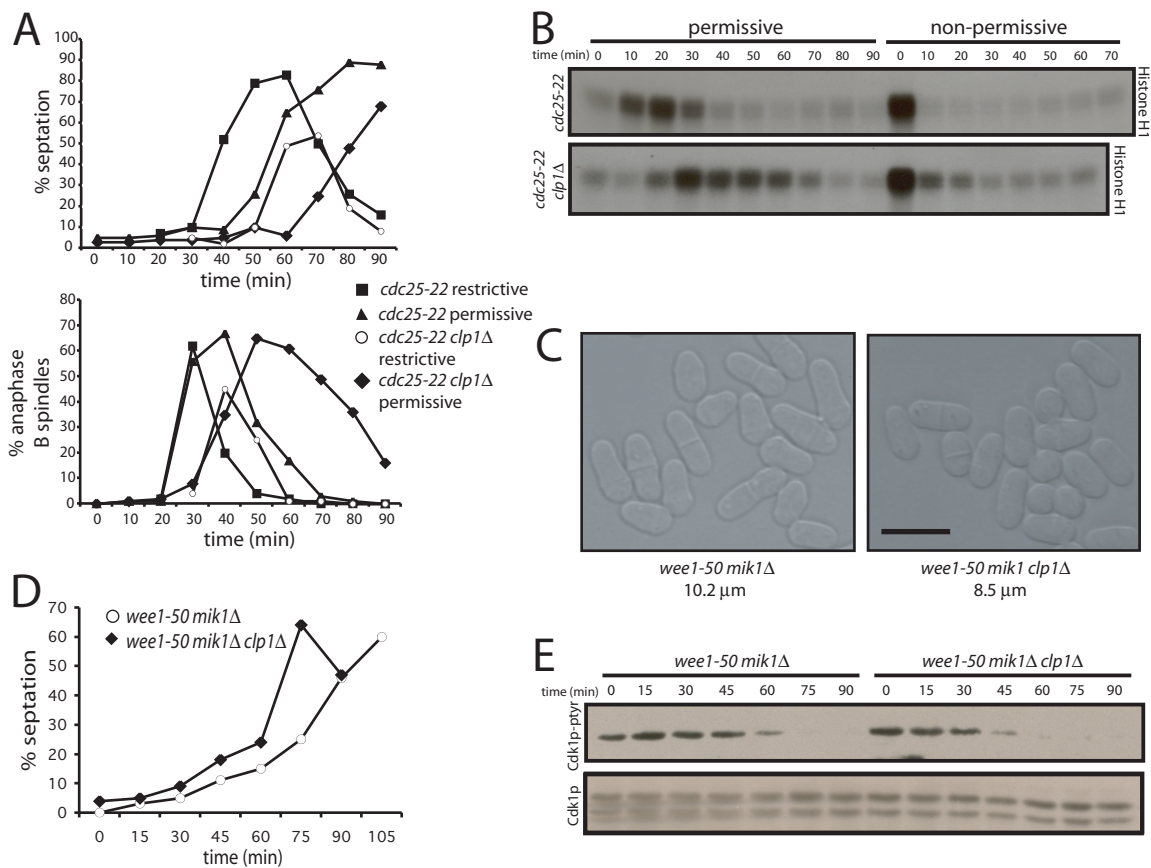 A
100
90
80
70
60
50
40
30
20
10
0
% septation
0 10 20 30 40 50 60 70 80 90
time (min)
80
70
60
50
40
30
20
10
0
% anaphase
B spindles
0 10 20 30 40 50 60 70 80 90
time (min)
cdc25-22 restrictive
cdc25-22 permissive
cdc25-22 clp1Δ
restrictive
cdc25-22 clp1Δ
permissive
B
permissive non-permissive
time (min) 0 10 20 30 40 50 60 70 80 90 0 10 20 30 40 50 60 70
cdc25-22
Histone H1
cdc25-22
clp1Δ
Histone H1
C
wee1-50 mik1Δ
10.2 µm
wee1-50 mik1 clp1Δ
8.5 µm
D
70
60
50
40
30
20
10
0
% septation
wee1-50 mik1Δ
wee1-50 mik1Δ clp1Δ
0 15 30 45 60 75 90 105
time (min)
E
wee1-50 mik1Δ wee1-50 mik1Δ clp1Δ
time (min) 0 15 30 45 60 75 90 0 15 30 45 60 75 90
Cdk1p-ptyr
Cdk1p